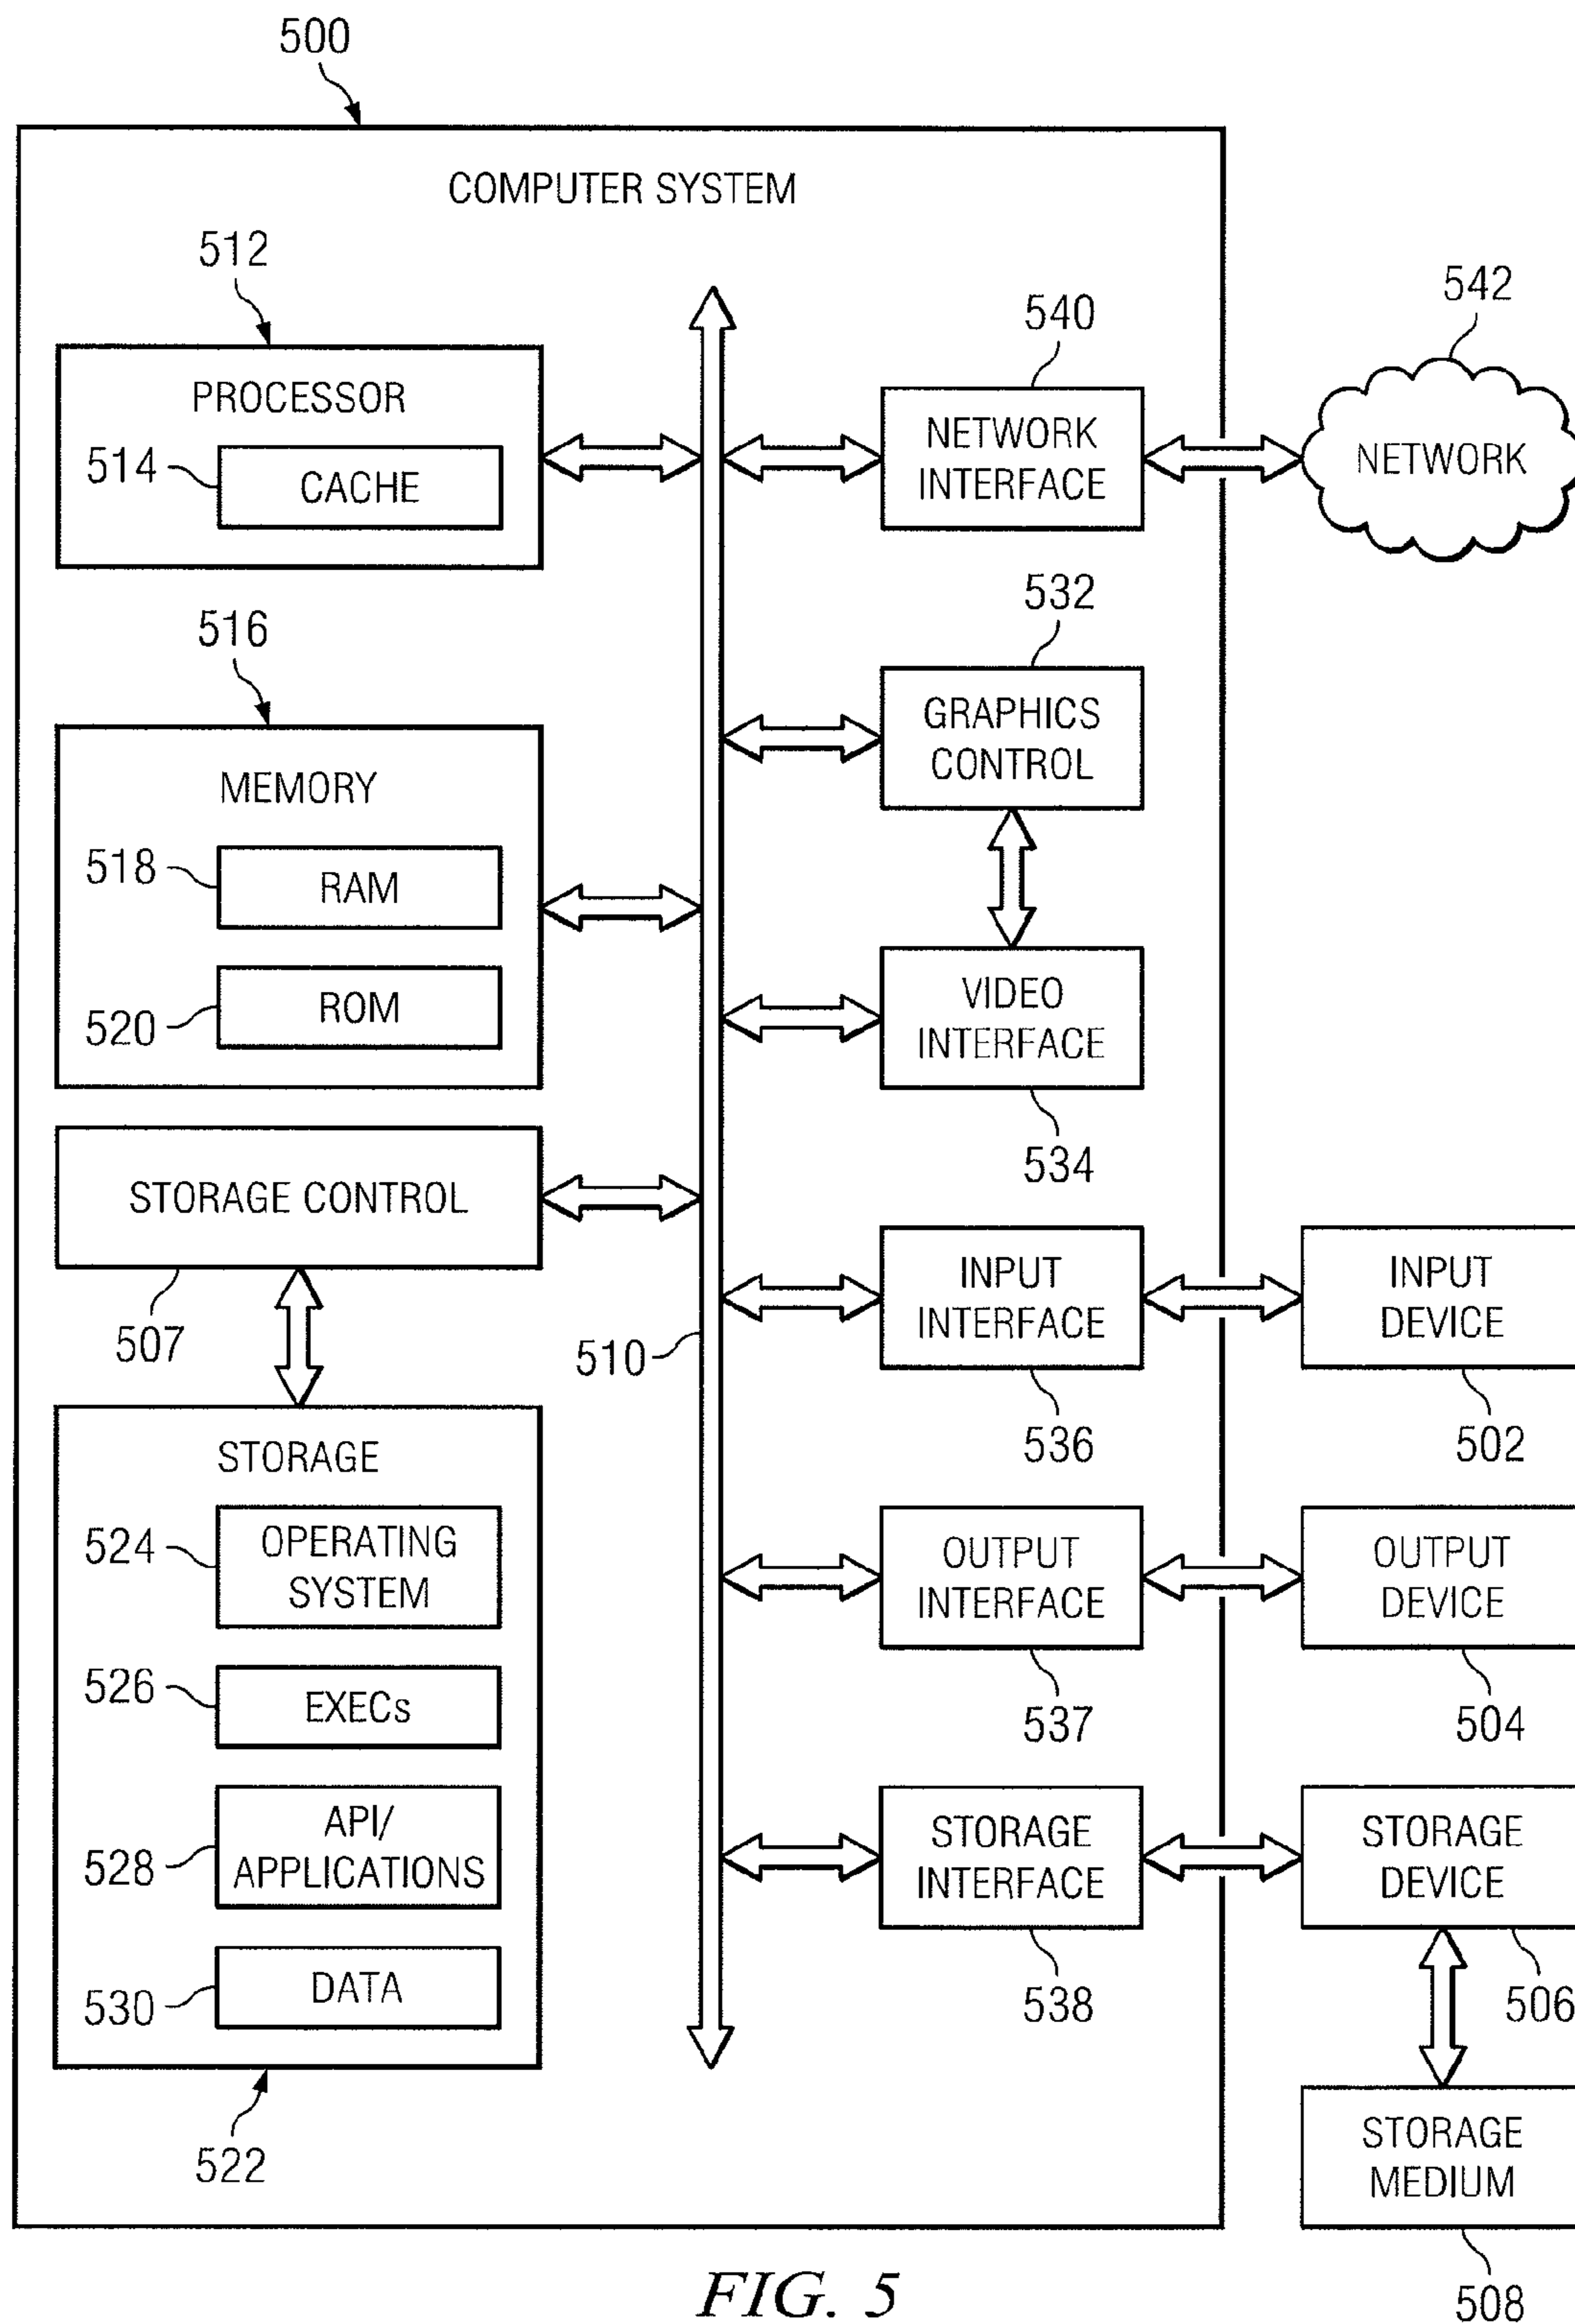 500
COMPUTER SYSTEM
512
PROCESSOR
514
CACHE
540
NETWORK
INTERFACE
542
NETWORK
516
MEMORY
518
RAM
520
ROM
532
GRAPHICS
CONTROL
VIDEO
INTERFACE
534
STORAGE CONTROL
507
510
INPUT
INTERFACE
536
INPUT
DEVICE
502
STORAGE
524
OPERATING
SYSTEM
526
EXECs
528
API/
APPLICATIONS
530
DATA
522
OUTPUT
INTERFACE
537
OUTPUT
DEVICE
504
STORAGE
INTERFACE
538
STORAGE
DEVICE
506
STORAGE
MEDIUM
508
FIG. 5